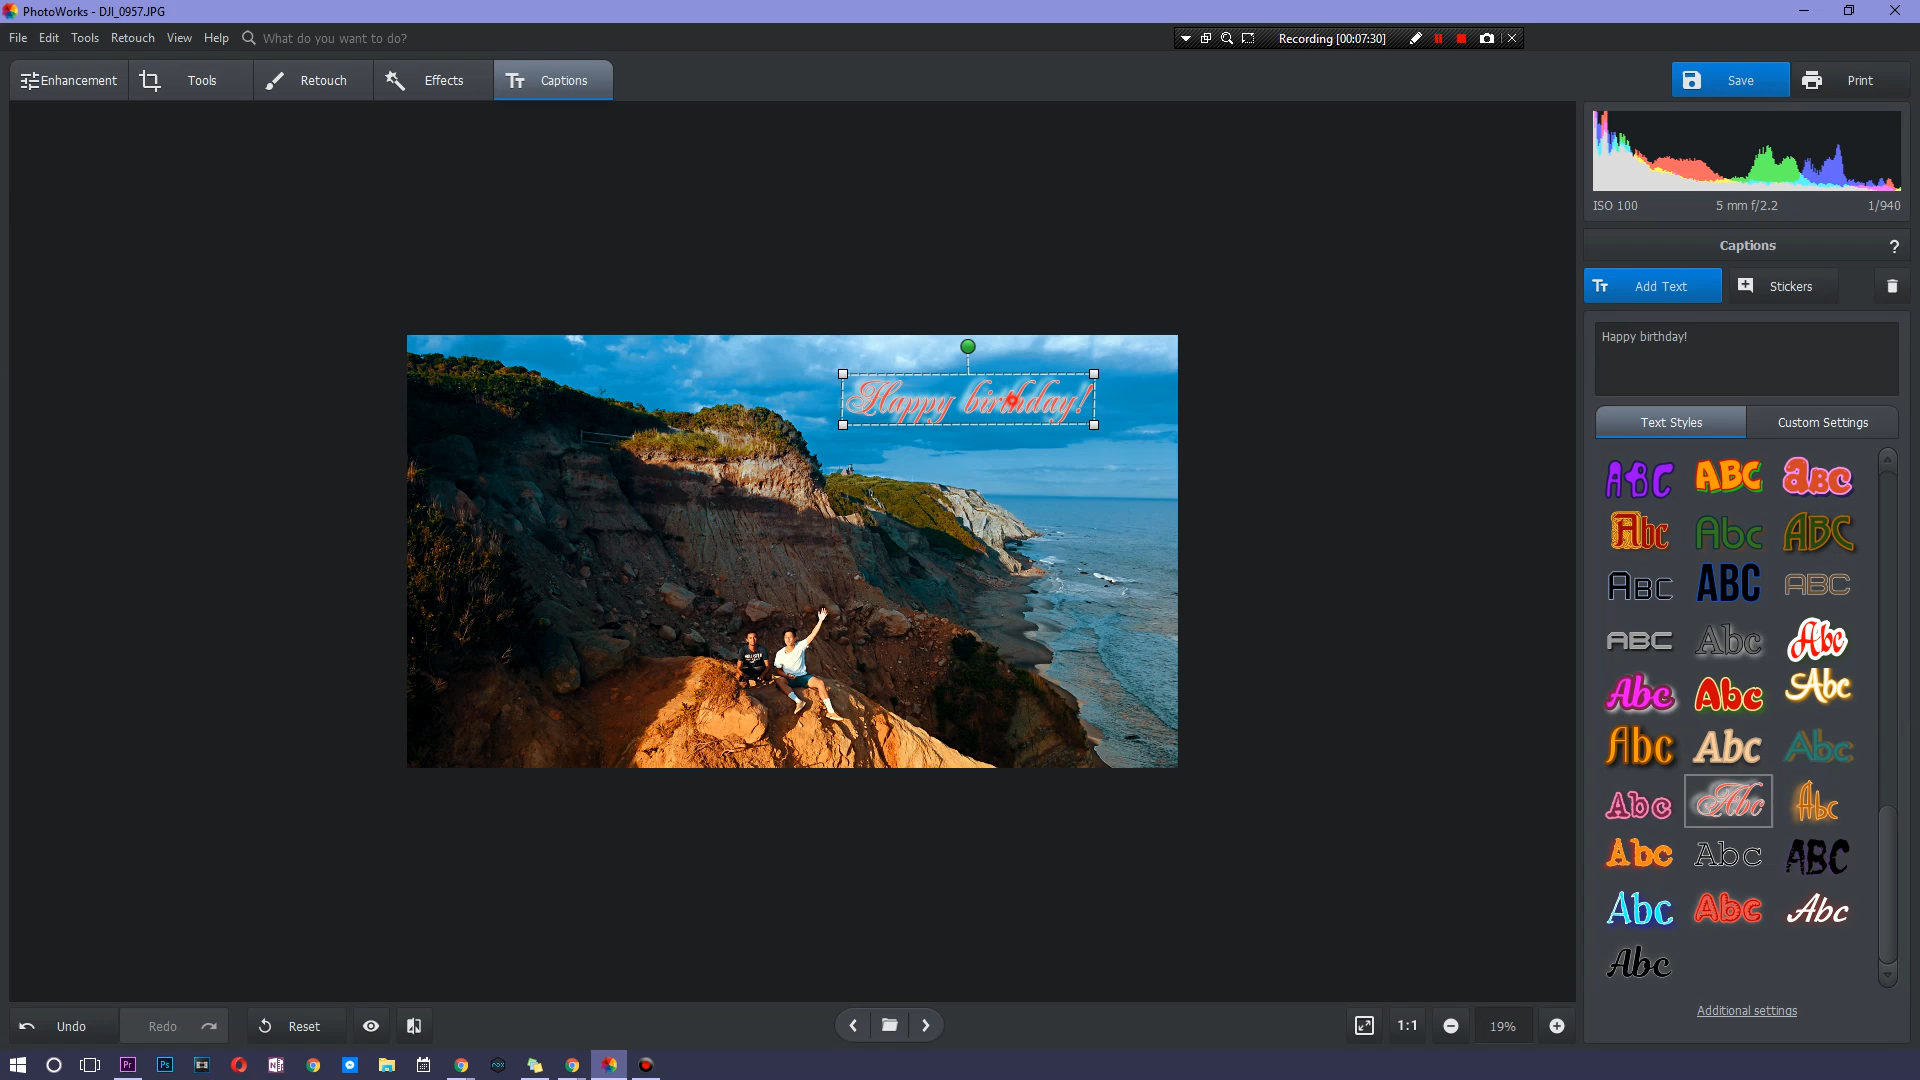 PhotoWorks - DJI_0957.JPG
File Edit Tools Retouch View Help What do you want to do?
Recording [00:07:30]
Enhancement Tools Retouch Effects Captions
Save Print
ISO 100 5 mm f/2.2 1/940
Captions ?
Add Text Stickers
Happy birthday!
Happy birthday!
Text Styles Custom Settings
ABC ABC aBC
Abc Abc ABC
ABC ABC ABC
ABC Abc Abc
Abc Abc Abc
Abc Abc Abc
Abc Abc Abc
Abc Abc ABC
Abc Abc Abc
Abc
Additional settings
Undo Redo Reset
1:1 19%
Pr Ps